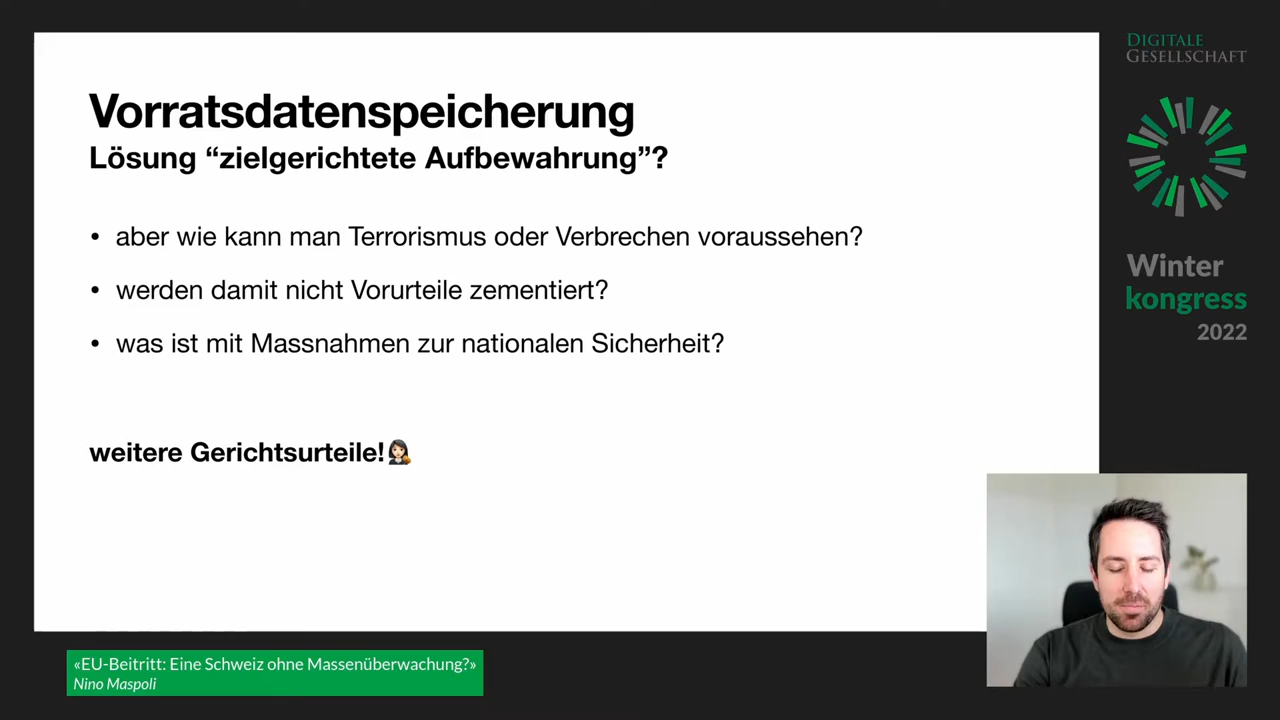 Vorratsdatenspeicherung
Lösung “zielgerichtete Aufbewahrung”?
• aber wie kann man Terrorismus oder Verbrechen voraussehen?
• werden damit nicht Vorurteile zementiert?
• was ist mit Massnahmen zur nationalen Sicherheit?
weitere Gerichtsurteile!
DIGITALE
GESELLSCHAFT
Winter
kongress
2022
«EU-Beitritt: Eine Schweiz ohne Massenüberwachung?»
Nino Maspoli